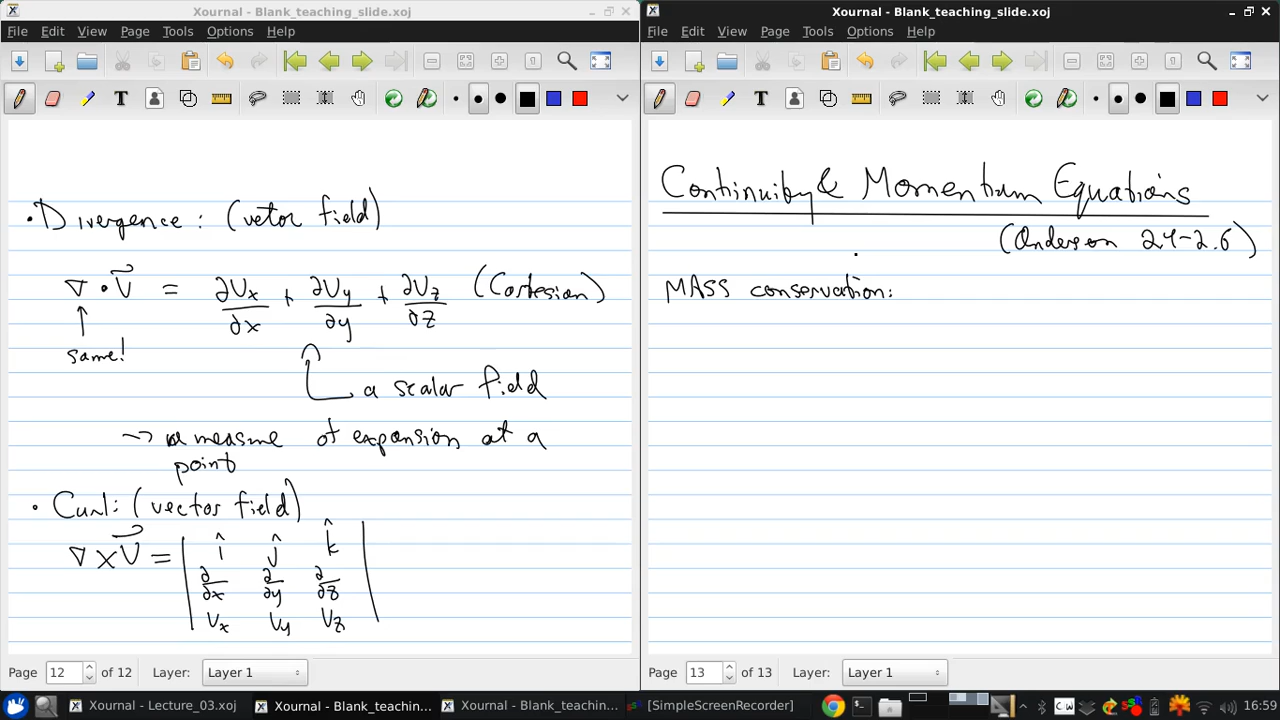 Xournal - Blank_teaching_slide.xoj
File Edit View Page Tools Options Help
• Divergence: (vetor field)
∇ • V⃗ = ∂Vx/∂x + ∂Vy/∂y + ∂Vz/∂z (Cartesian)
same!
a scalar field
→ a measure of expansion at a
point
• Curl: (vector field)
∇ × V⃗ = | î ĵ k̂ |
∂/∂x ∂/∂y ∂/∂z
Vx Vy Vz
Page 12 of 12 Layer: Layer 1
Xournal - Blank_teaching_slide.xoj
File Edit View Page Tools Options Help
Continuity & Momentum Equations
(Anderson 2.4-2.6)
MASS conservation:
Page 13 of 13 Layer: Layer 1
Xournal - Lecture_03.xoj
Xournal - Blank_teaching...
Xournal - Blank_teachin...
[SimpleScreenRecorder]
16:59